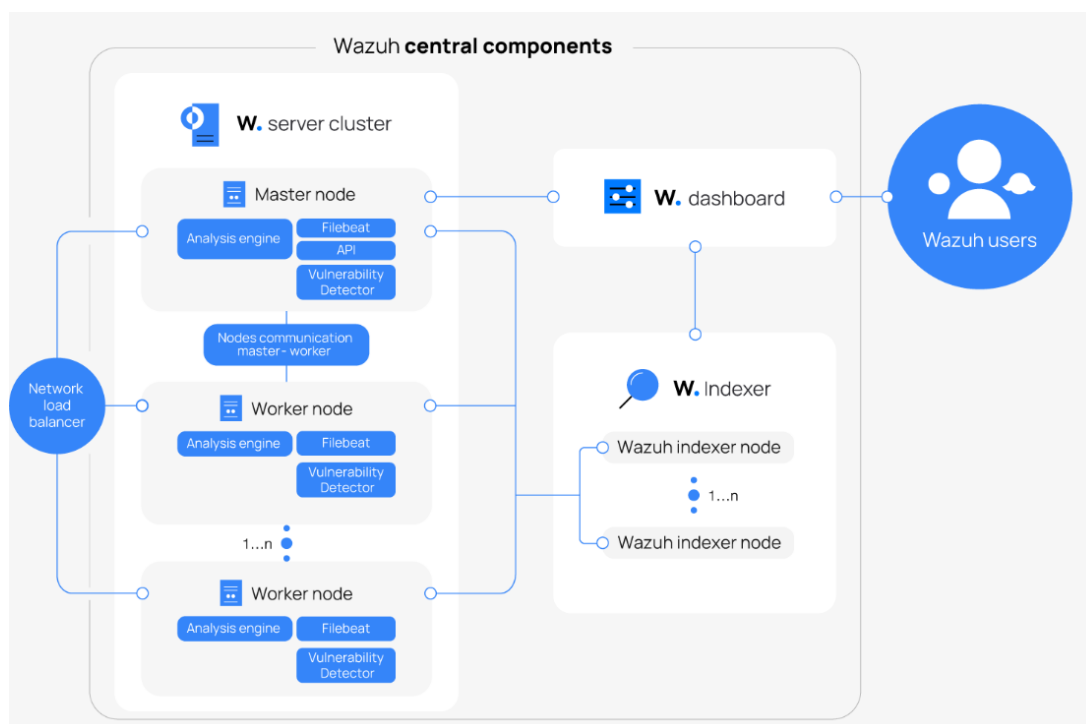 Wazuh central components
W. server cluster
Master node
Analysis engine
Filebeat
API
Vulnerability
Detector
Nodes communication
master- worker
Network
load
balancer
Worker node
Analysis engine
Filebeat
Vulnerability
Detector
1...n
Worker node
Analysis engine
Filebeat
Vulnerability
Detector
W. dashboard
Wazuh users
W. Indexer
Wazuh indexer node
1...n
Wazuh indexer node